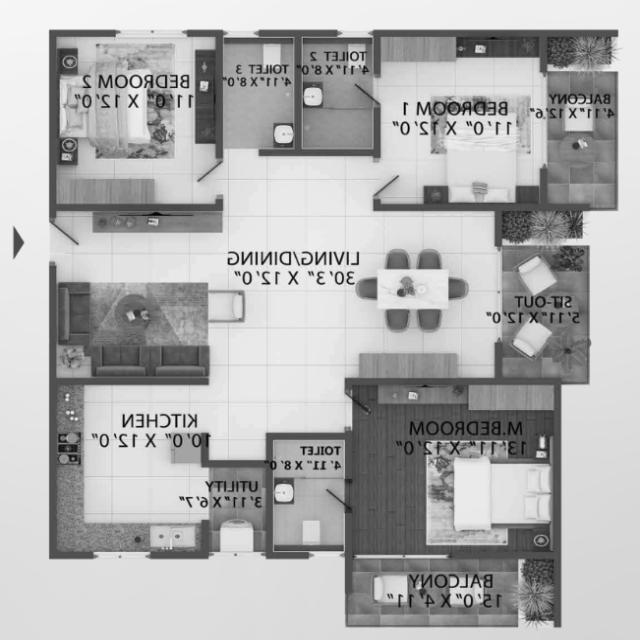 BEDROOM 2
11'0" X 12'0"
TOILET 3
4'11" X 8'0"
TOILET 2
4'11" X 8'0"
BEDROOM 1
11'0" X 12'0"
BALCONY
4'11" X 12'6"
LIVING/DINING
30'3" X 12'0"
SIT-OUT
5'11" X 12'0"
KITCHEN
10'0" X 12'0"
TOILET
4' 11" X 8'0"
M.BEDROOM
13'11" X 12'0"
UTILITY
3'11" X 6'7"
BALCONY
15'0" X 4'11"